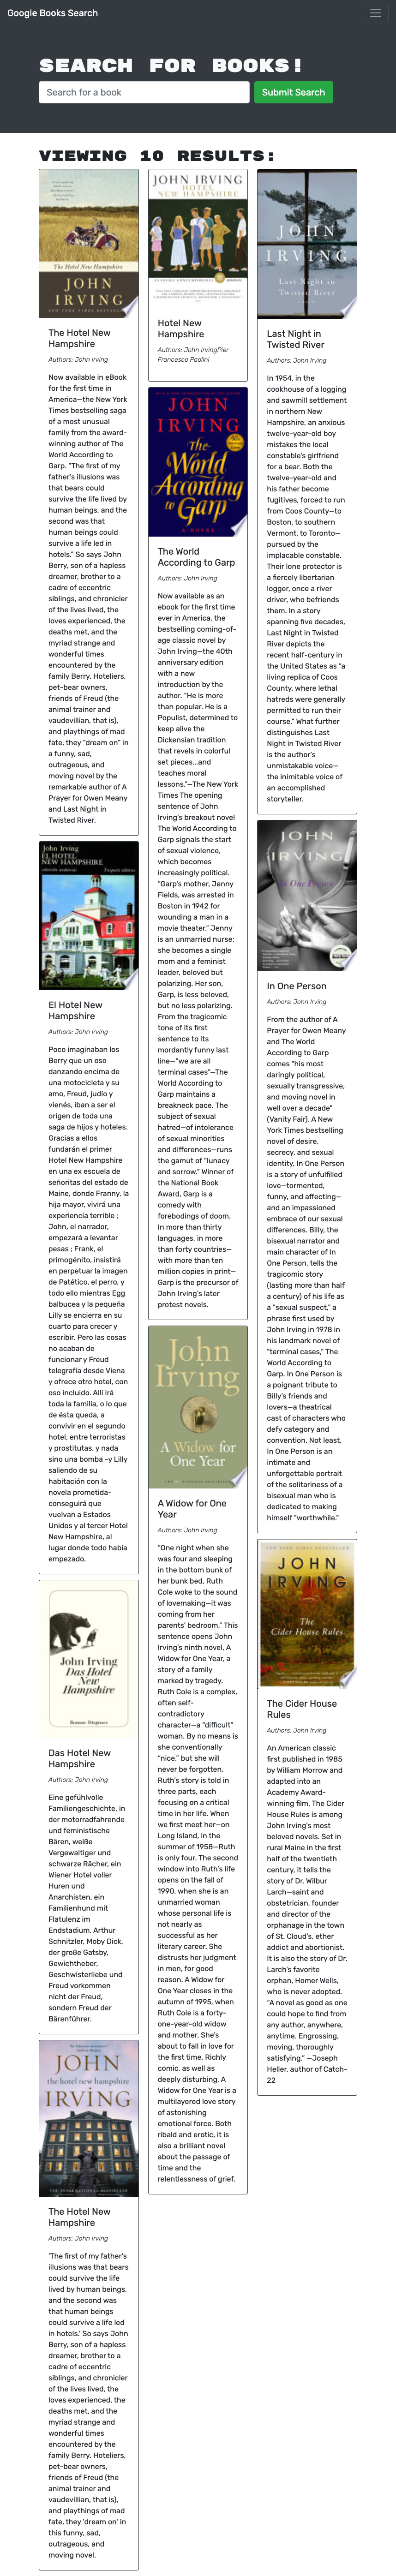 Google Books Search
SEARCH FOR BOOKS!
Search for a book
Submit Search
VIEWING 10 RESULTS:
The Hotel New Hampshire
JOHN
IRVING
NEW YORK TIMES BESTSELLER
The Hotel New
Hampshire
Authors: John Irving
Now available in eBook
for the first time in
America—the New York
Times bestselling saga
of a most unusual
family from the award-
winning author of The
World According to
Garp. “The first of my
father’s illusions was
that bears could
survive the life lived by
human beings, and the
second was that
human beings could
survive a life led in
hotels.” So says John
Berry, son of a hapless
dreamer, brother to a
cadre of eccentric
siblings, and chronicler
of the lives lived, the
loves experienced, the
deaths met, and the
myriad strange and
wonderful times
encountered by the
family Berry. Hoteliers,
pet-bear owners,
friends of Freud (the
animal trainer and
vaudevillian, that is),
and playthings of mad
fate, they “dream on” in
a funny, sad,
outrageous, and
moving novel by the
remarkable author of A
Prayer for Owen Meany
and Last Night in
Twisted River.
John Irving
EL HOTEL
NEW HAMPSHIRE
colección andanzas
Tusquets editores
El Hotel New
Hampshire
Authors: John Irving
Poco imaginaban los
Berry que un oso
danzando encima de
una motocicleta y su
amo, Freud, judío y
vienés, iban a ser el
origen de toda una
saga de hijos y hoteles.
Gracias a ellos
fundarán el primer
Hotel New Hampshire
en una ex escuela de
señoritas del estado de
Maine, donde Franny, la
hija mayor, vivirá una
experiencia terrible ;
John, el narrador,
empezará a levantar
pesas ; Frank, el
primogénito, insistirá
en perpetuar la imagen
de Patético, el perro, y
todo ello mientras Egg
balbucea y la pequeña
Lilly se encierra en su
cuarto para crecer y
escribir. Pero las cosas
no acaban de
funcionar y Freud
telegrafía desde Viena
y ofrece otro hotel, con
oso incluido. Allí irá
toda la familia, o lo que
de ésta queda, a
convivir en el segundo
hotel, entre terroristas
y prostitutas, y nada
sino una bomba -y Lilly
saliendo de su
habitación con la
novela prometida-
conseguirá que
vuelvan a Estados
Unidos y al tercer Hotel
New Hampshire, al
lugar donde todo había
empezado.
John Irving
Das Hotel New
Hampshire
Roman · Diogenes
Das Hotel New
Hampshire
Authors: John Irving
Eine gefühlvolle
Familiengeschichte, in
der motorradfahrende
und feministische
Bären, weiße
Vergewaltiger und
schwarze Rächer, ein
Wiener Hotel voller
Huren und
Anarchisten, ein
Familienhund mit
Flatulenz im
Endstadium, Arthur
Schnitzler, Moby Dick,
der große Gatsby,
Gewichtheber,
Geschwisterliebe und
Freud vorkommen
nicht der Freud,
sondern Freud der
Bärenführer.
JOHN
the hotel new hampshire
IRVING
THE INTERNATIONAL BESTSELLER
The Hotel New
Hampshire
Authors: John Irving
'The first of my father's
illusions was that bears
could survive the life
lived by human beings,
and the second was
that human beings
could survive a life led
in hotels.' So says John
Berry, son of a hapless
dreamer, brother to a
cadre of eccentric
siblings, and chronicler
of the lives lived, the
loves experienced, the
deaths met, and the
myriad strange and
wonderful times
encountered by the
family Berry. Hoteliers,
pet-bear owners,
friends of Freud (the
animal trainer and
vaudevillian, that is),
and playthings of mad
fate, they 'dream on' in
this funny, sad,
outrageous, and
moving novel.
JOHN IRVING
HOTEL
NEW HAMPSHIRE
Hotel New
Hampshire
Authors: John IrvingPier
Francesco Paolini
JOHN
IRVING
The
World
According
to Garp
A NOVEL
The World
According to Garp
Authors: John Irving
Now available as an
ebook for the first time
ever in America, the
bestselling coming-of-
age classic novel by
John Irving—the 40th
anniversary edition
with a new
introduction by the
author. “He is more
than popular. He is a
Populist, determined to
keep alive the
Dickensian tradition
that revels in colorful
set pieces...and
teaches moral
lessons.”—The New York
Times The opening
sentence of John
Irving’s breakout novel
The World According to
Garp signals the start
of sexual violence,
which becomes
increasingly political.
“Garp’s mother, Jenny
Fields, was arrested in
Boston in 1942 for
wounding a man in a
movie theater.” Jenny
is an unmarried nurse;
she becomes a single
mom and a feminist
leader, beloved but
polarizing. Her son,
Garp, is less beloved,
but no less polarizing.
From the tragicomic
tone of its first
sentence to its
mordantly funny last
line—“we are all
terminal cases”—The
World According to
Garp maintains a
breakneck pace. The
subject of sexual
hatred—of intolerance
of sexual minorities
and differences—runs
the gamut of “lunacy
and sorrow.” Winner of
the National Book
Award, Garp is a
comedy with
forebodings of doom.
In more than thirty
languages, in more
than forty countries—
with more than ten
million copies in print—
Garp is the precursor of
John Irving’s later
protest novels.
John
Irving
A WIDOW for
ONE YEAR
A Widow for One
Year
Authors: John Irving
“One night when she
was four and sleeping
in the bottom bunk of
her bunk bed, Ruth
Cole woke to the sound
of lovemaking—it was
coming from her
parents’ bedroom.” This
sentence opens John
Irving’s ninth novel, A
Widow for One Year, a
story of a family
marked by tragedy.
Ruth Cole is a complex,
often self-
contradictory
character—a “difficult”
woman. By no means is
she conventionally
“nice,” but she will
never be forgotten.
Ruth’s story is told in
three parts, each
focusing on a critical
time in her life. When
we first meet her—on
Long Island, in the
summer of 1958—Ruth
is only four. The second
window into Ruth’s life
opens on the fall of
1990, when she is an
unmarried woman
whose personal life is
not nearly as
successful as her
literary career. She
distrusts her judgment
in men, for good
reason. A Widow for
One Year closes in the
autumn of 1995, when
Ruth Cole is a forty-
one-year-old widow
and mother. She’s
about to fall in love for
the first time. Richly
comic, as well as
deeply disturbing, A
Widow for One Year is a
multilayered love story
of astonishing
emotional force. Both
ribald and erotic, it is
also a brilliant novel
about the passage of
time and the
relentlessness of grief.
JOHN
IRVING
Last Night in
Twisted River
Last Night in
Twisted River
Authors: John Irving
In 1954, in the
cookhouse of a logging
and sawmill settlement
in northern New
Hampshire, an anxious
twelve-year-old boy
mistakes the local
constable’s girlfriend
for a bear. Both the
twelve-year-old and
his father become
fugitives, forced to run
from Coos County—to
Boston, to southern
Vermont, to Toronto—
pursued by the
implacable constable.
Their lone protector is
a fiercely libertarian
logger, once a river
driver, who befriends
them. In a story
spanning five decades,
Last Night in Twisted
River depicts the
recent half-century in
the United States as “a
living replica of Coos
County, where lethal
hatreds were generally
permitted to run their
course.” What further
distinguishes Last
Night in Twisted River
is the author’s
unmistakable voice—
the inimitable voice of
an accomplished
storyteller.
JOHN
IRVING
In One Person
In One Person
Authors: John Irving
From the author of A
Prayer for Owen Meany
and The World
According to Garp
comes “his most
daringly political,
sexually transgressive,
and moving novel in
well over a decade”
(Vanity Fair). A New
York Times bestselling
novel of desire,
secrecy, and sexual
identity, In One Person
is a story of unfulfilled
love—tormented,
funny, and affecting—
and an impassioned
embrace of our sexual
differences. Billy, the
bisexual narrator and
main character of In
One Person, tells the
tragicomic story
(lasting more than half
a century) of his life as
a "sexual suspect," a
phrase first used by
John Irving in 1978 in
his landmark novel of
"terminal cases," The
World According to
Garp. In One Person is
a poignant tribute to
Billy’s friends and
lovers—a theatrical
cast of characters who
defy category and
convention. Not least,
In One Person is an
intimate and
unforgettable portrait
of the solitariness of a
bisexual man who is
dedicated to making
himself "worthwhile."
NEW YORK TIMES BESTSELLER
JOHN
IRVING
The
Cider House
Rules
The Cider House
Rules
Authors: John Irving
An American classic
first published in 1985
by William Morrow and
adapted into an
Academy Award-
winning film, The Cider
House Rules is among
John Irving's most
beloved novels. Set in
rural Maine in the first
half of the twentieth
century, it tells the
story of Dr. Wilbur
Larch—saint and
obstetrician, founder
and director of the
orphanage in the town
of St. Cloud's, ether
addict and abortionist.
It is also the story of Dr.
Larch's favorite
orphan, Homer Wells,
who is never adopted.
"A novel as good as one
could hope to find from
any author, anywhere,
anytime. Engrossing,
moving, thoroughly
satisfying." —Joseph
Heller, author of Catch-
22